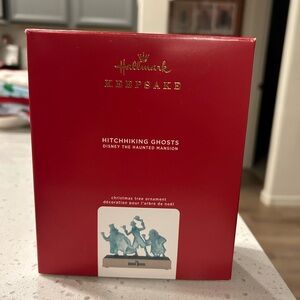 Hallmark
KEEPSAKE
HITCHHIKING GHOSTS
DISNEY THE HAUNTED MANSION
christmas tree ornament
décoration pour l'arbre de noël